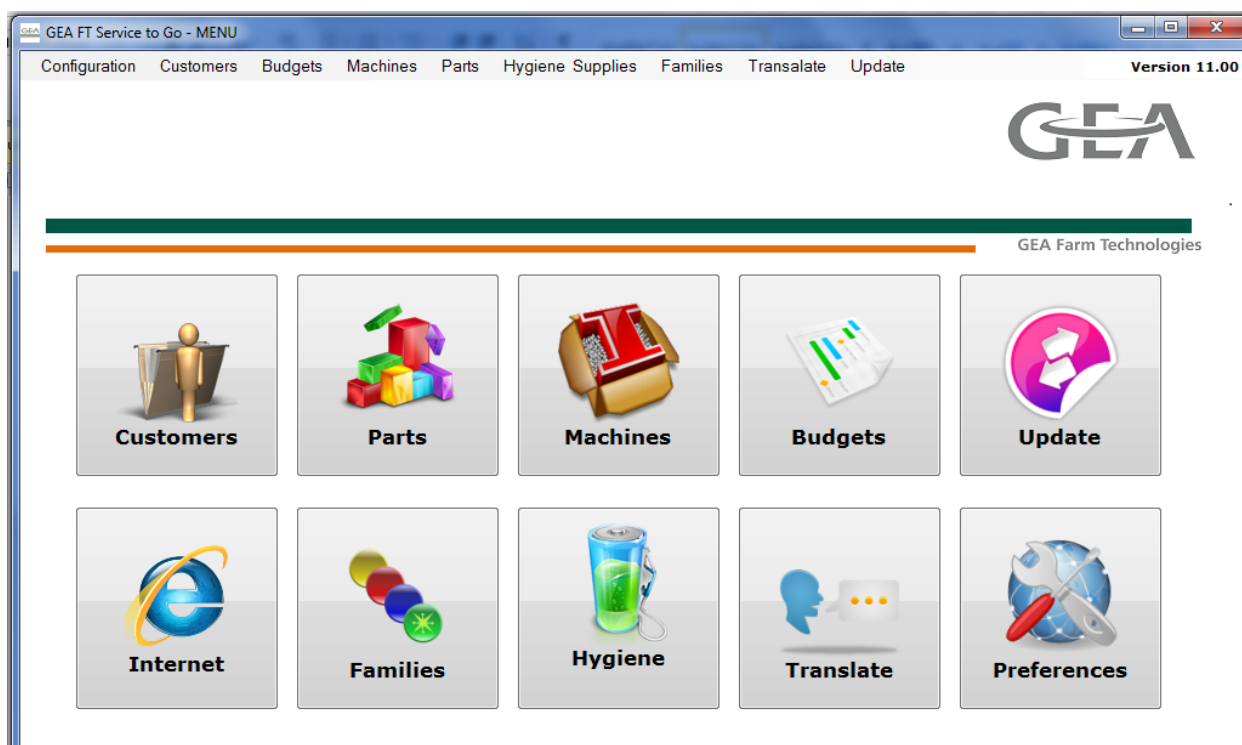 GEA GEA FT Service to Go - MENU
Configuration Customers Budgets Machines Parts Hygiene Supplies Families Transalate Update Version 11.00
GEA
GEA Farm Technologies
Customers Parts Machines Budgets Update
Internet Families Hygiene Translate Preferences